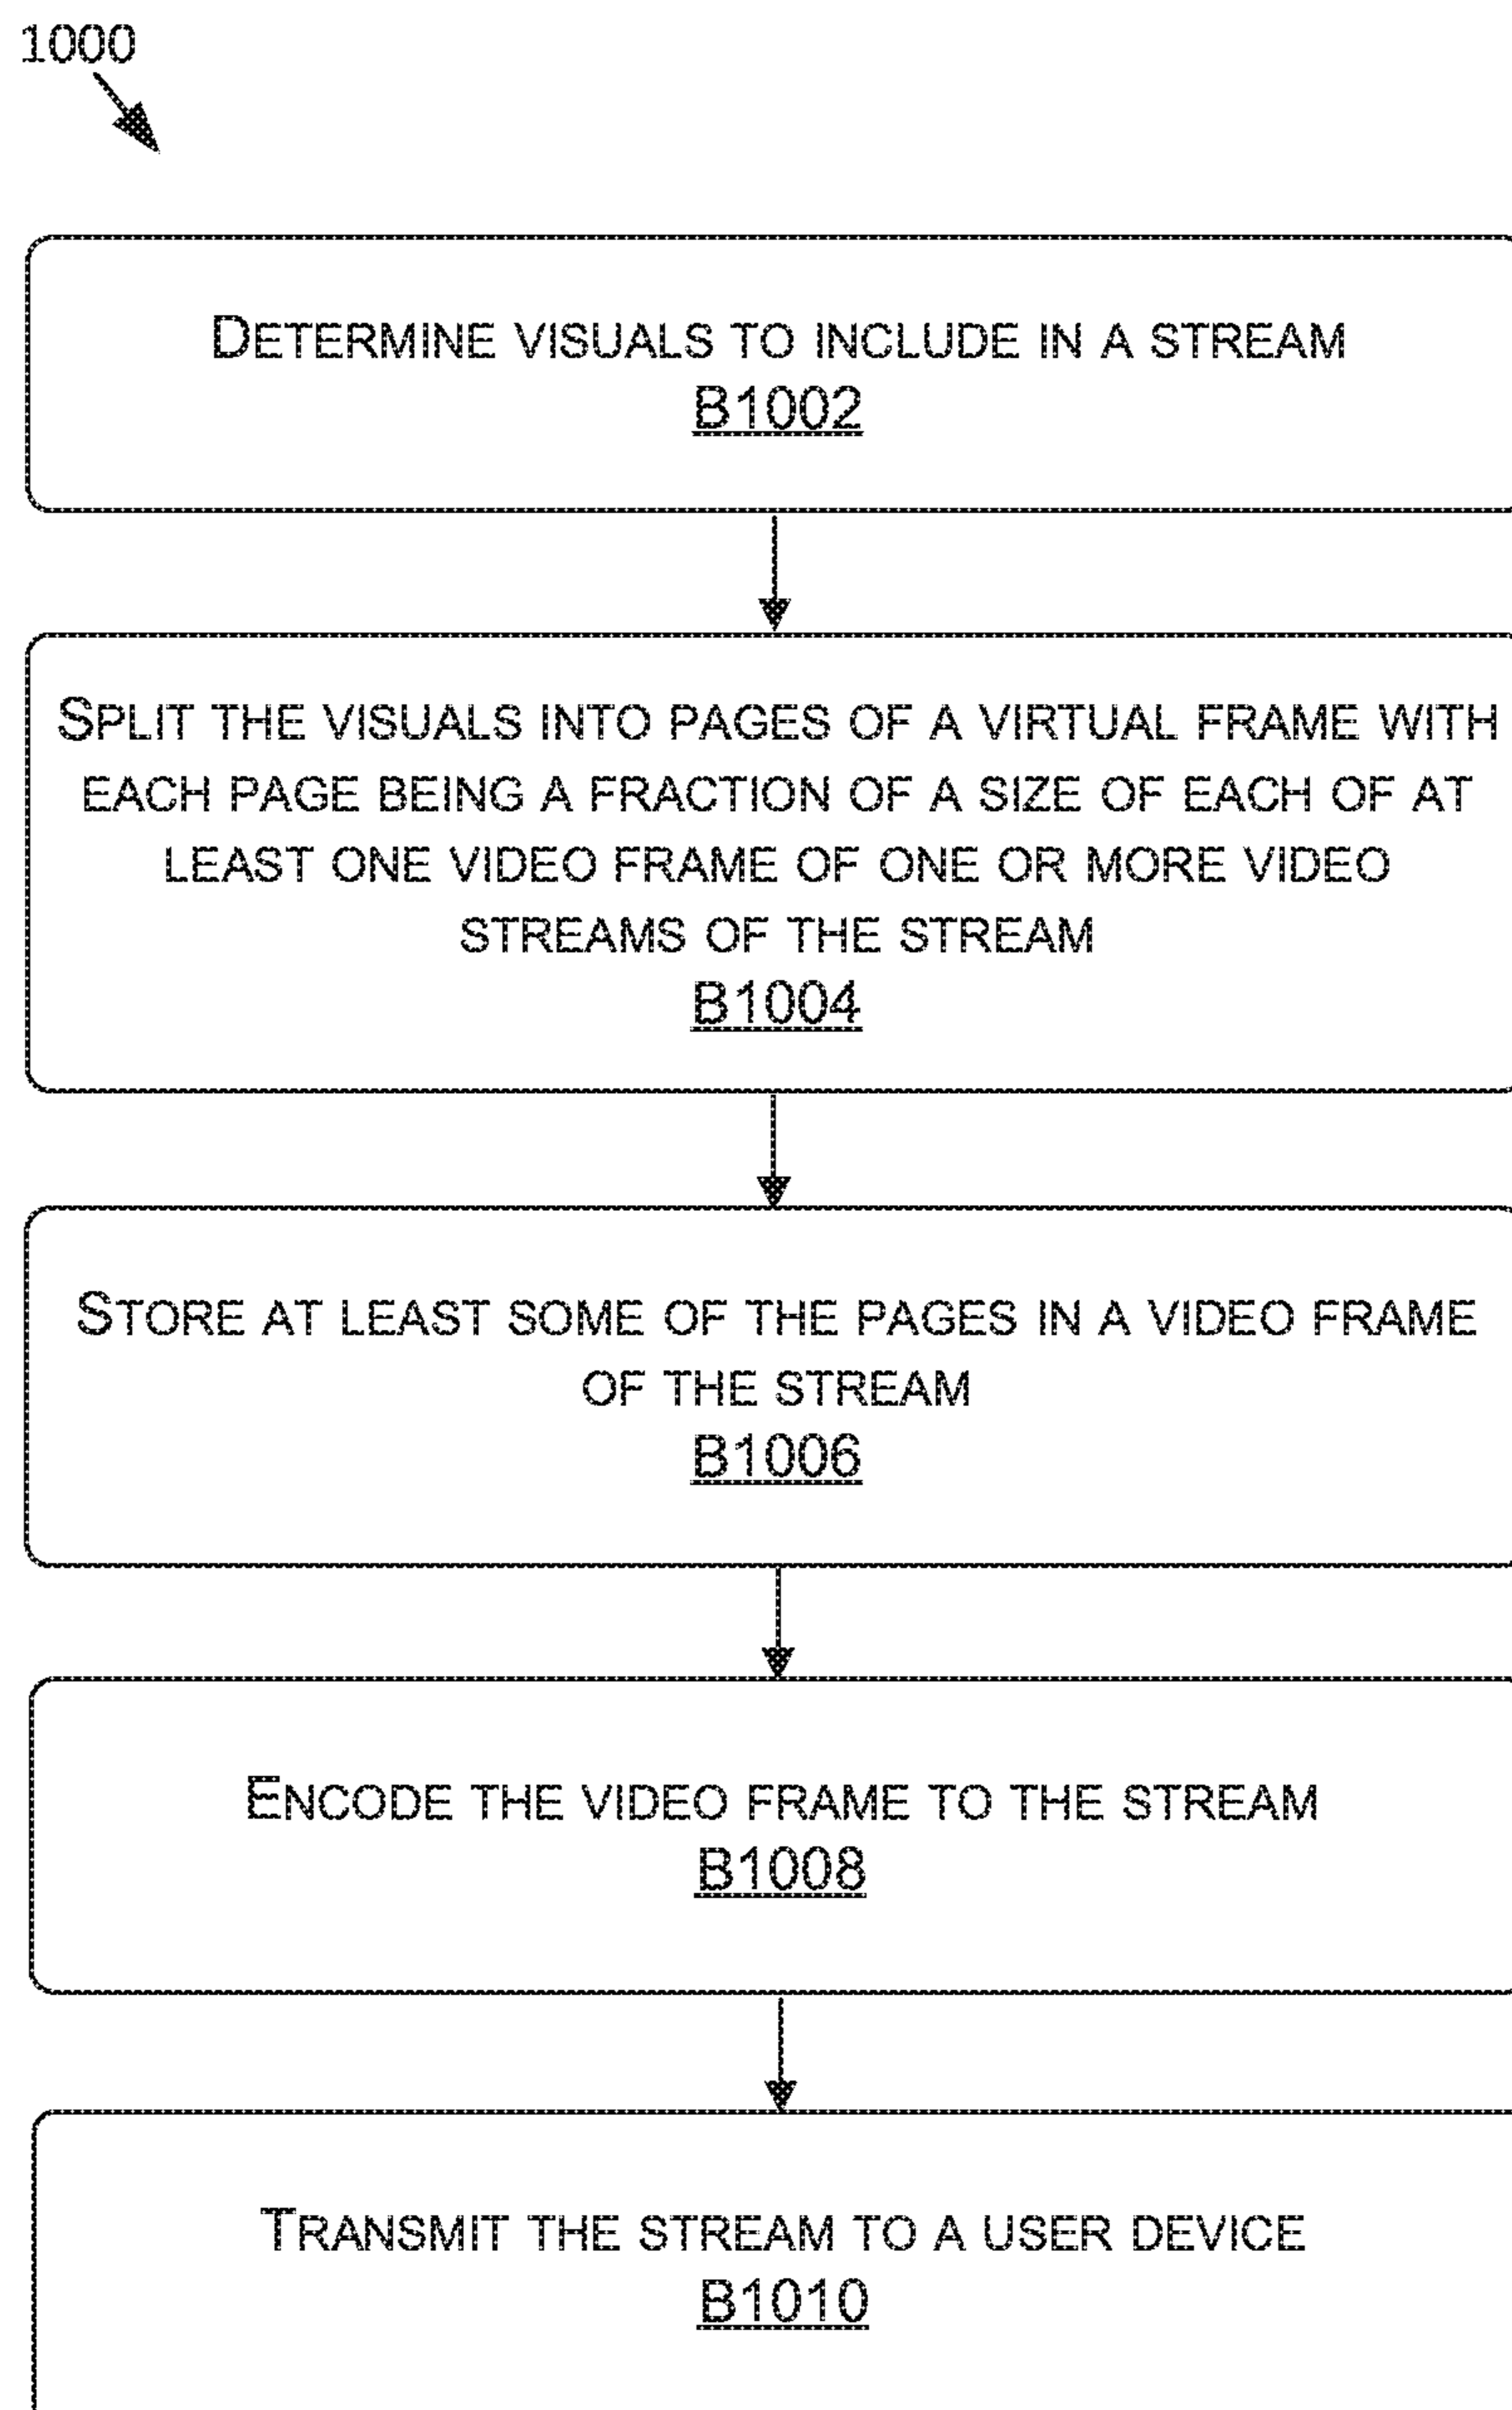 1000
DETERMINE VISUALS TO INCLUDE IN A STREAM
B1002
SPLIT THE VISUALS INTO PAGES OF A VIRTUAL FRAME WITH
EACH PAGE BEING A FRACTION OF A SIZE OF EACH OF AT
LEAST ONE VIDEO FRAME OF ONE OR MORE VIDEO
STREAMS OF THE STREAM
B1004
STORE AT LEAST SOME OF THE PAGES IN A VIDEO FRAME
OF THE STREAM
B1006
ENCODE THE VIDEO FRAME TO THE STREAM
B1008
TRANSMIT THE STREAM TO A USER DEVICE
B1010